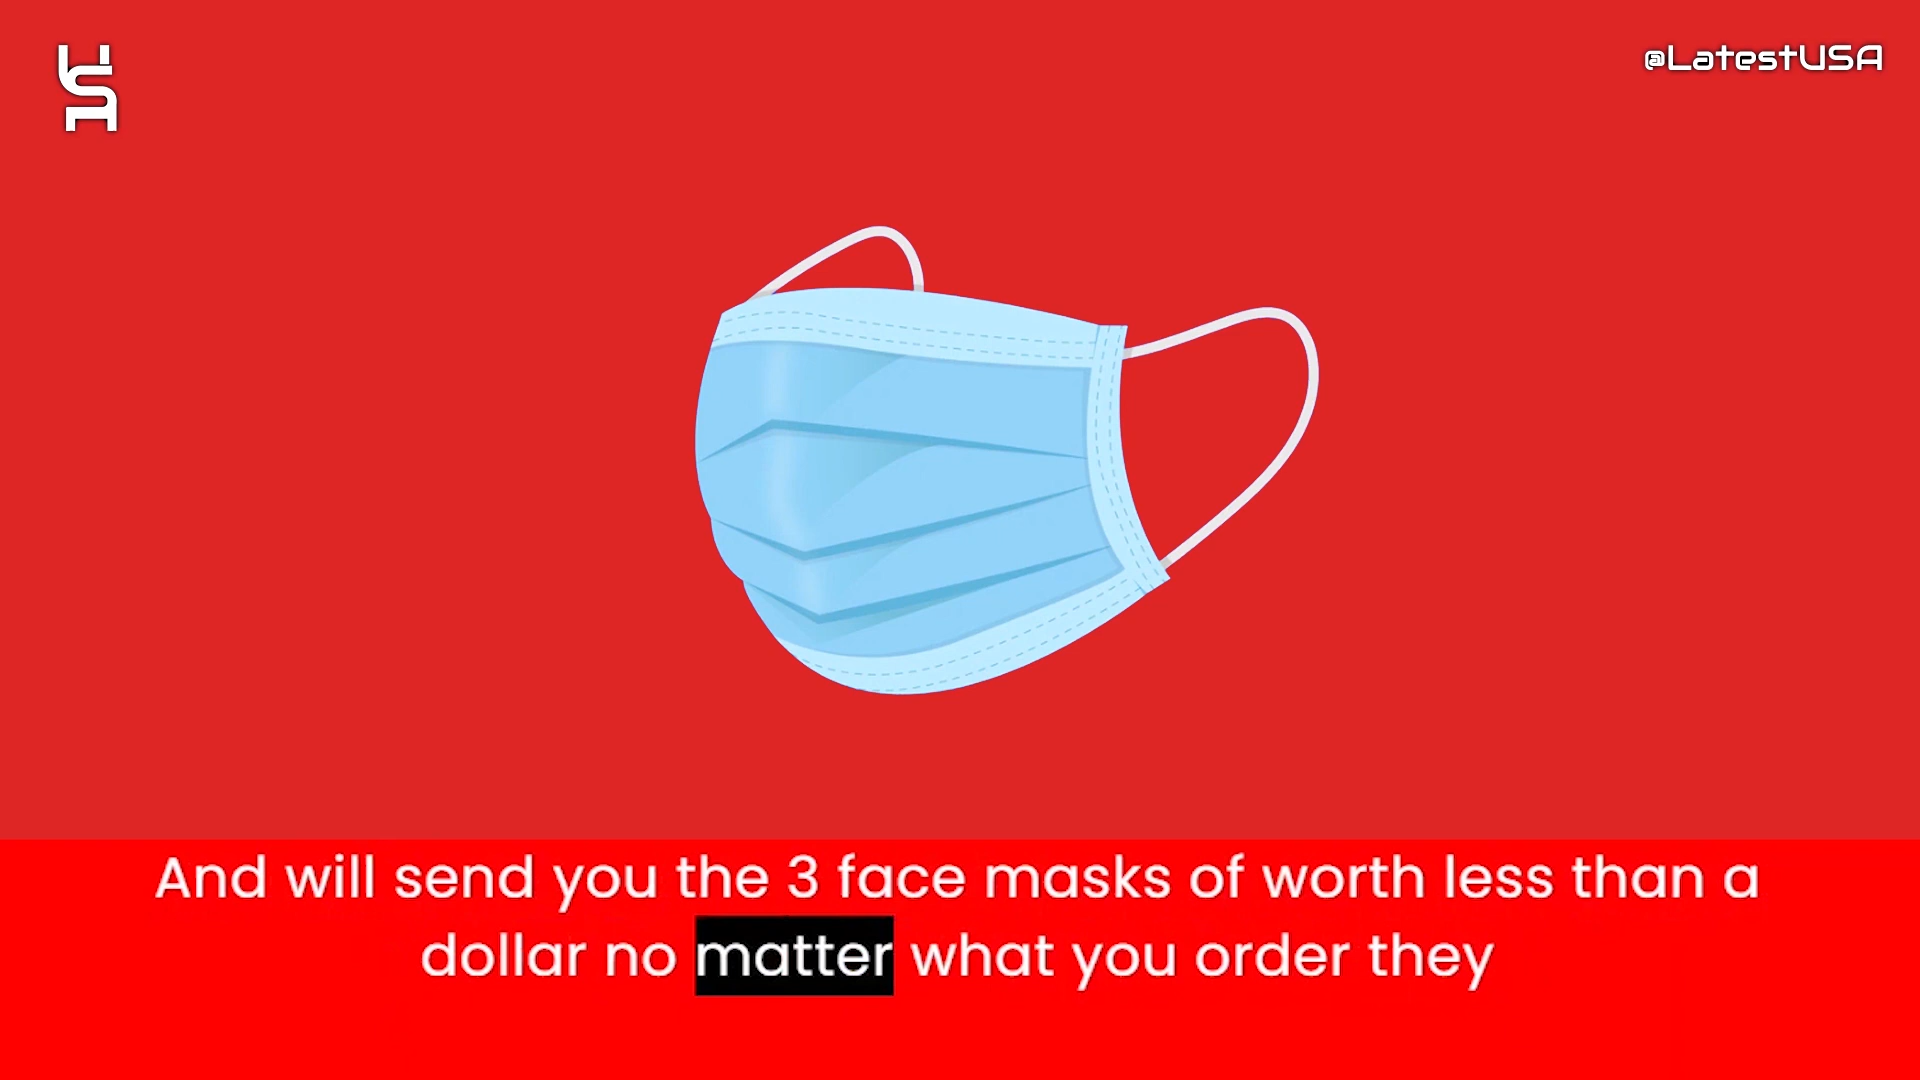 USA
@LatestUSA
And will send you the 3 face masks of worth less than a
dollar no matter what you order they